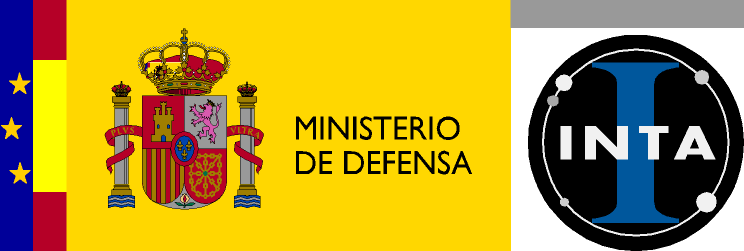 PLVS VLTRA
MINISTERIO
DE DEFENSA
I
INTA